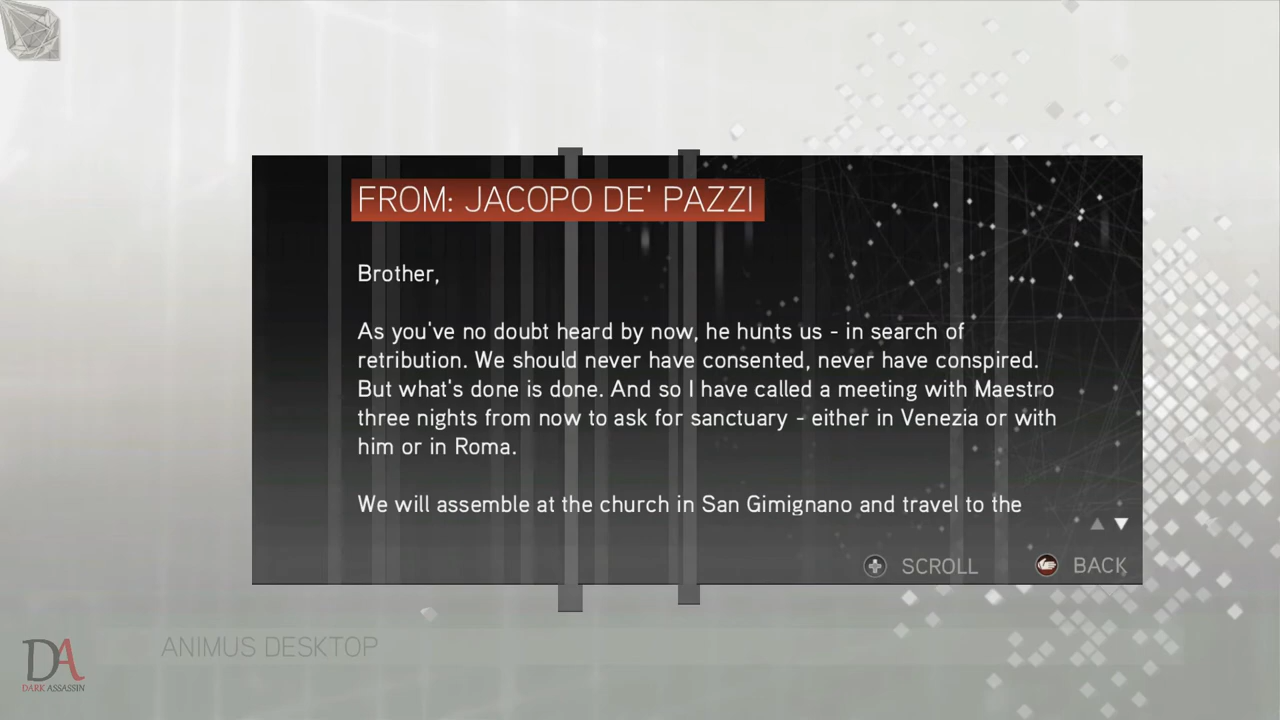 FROM: JACOPO DE' PAZZI
Brother,
As you've no doubt heard by now, he hunts us - in search of
retribution. We should never have consented, never have conspired.
But what's done is done. And so I have called a meeting with Maestro
three nights from now to ask for sanctuary - either in Venezia or with
him or in Roma.
We will assemble at the church in San Gimignano and travel to the
SCROLL
BACK
ANIMUS DESKTOP
DA
DARK ASSASSIN